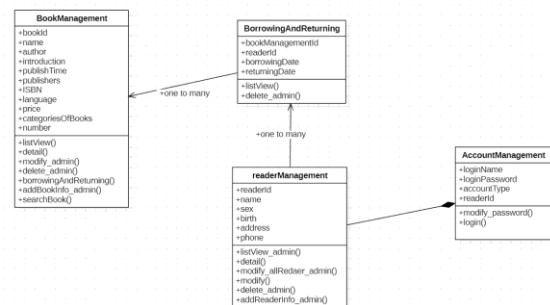 BookManagement
+bookId
+name
+author
+introduction
+publishTime
+publishers
+ISBN
+language
+price
+categoriesOfBooks
+number
+listView()
+detail()
+modify_admin()
+delete_admin()
+borrowingAndReturning()
+addBookInfo_admin()
+searchBook()
BorrowingAndReturning
+bookManagementId
+readerId
+borrowingDate
+returningDate
+listView()
+delete_admin()
+one to many
+one to many
readerManagement
+readerId
+name
+sex
+birth
+address
+phone
+listView_admin()
+detail()
+modify_allRedaer_admin()
+modify()
+delete_admin()
+addReaderInfo_admin()
AccountManagement
+loginName
+loginPassword
+accountType
+readerId
+modify_password()
+login()